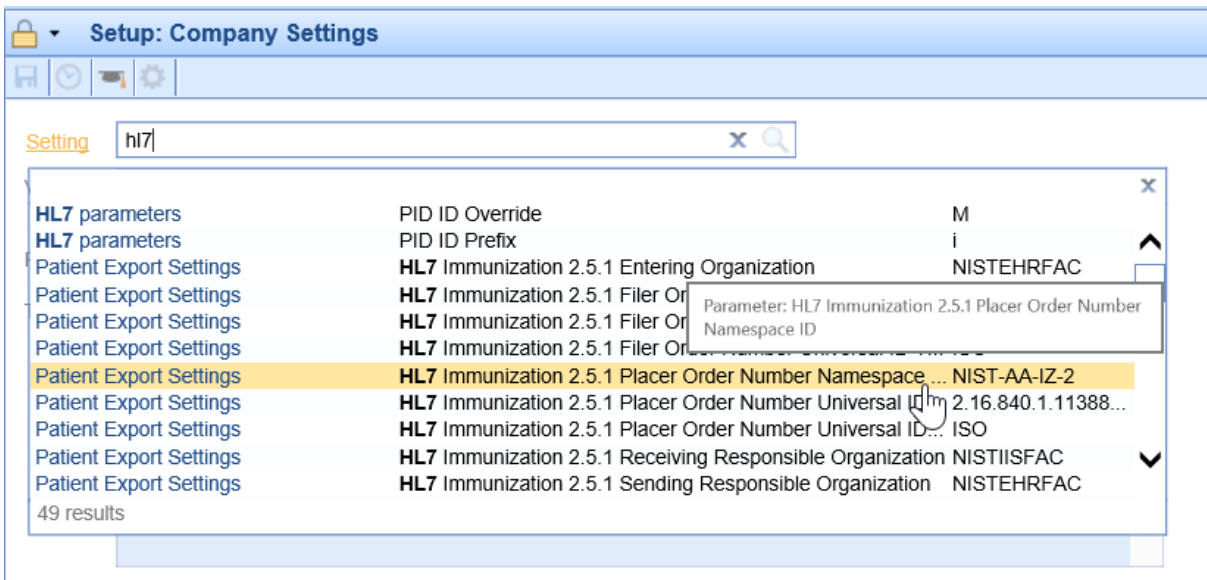 Setup: Company Settings
Setting hl7
HL7 parameters PID ID Override M
HL7 parameters PID ID Prefix i
Patient Export Settings HL7 Immunization 2.5.1 Entering Organization NISTEHRFAC
Patient Export Settings HL7 Immunization 2.5.1 Filer Or
Parameter: HL7 Immunization 2.5.1 Placer Order Number
Namespace ID
Patient Export Settings HL7 Immunization 2.5.1 Filer Or
Patient Export Settings HL7 Immunization 2.5.1 Filer
Patient Export Settings HL7 Immunization 2.5.1 Placer Order Number Namespace ... NIST-AA-IZ-2
Patient Export Settings HL7 Immunization 2.5.1 Placer Order Number Universal 2.16.840.1.11388...
Patient Export Settings HL7 Immunization 2.5.1 Placer Order Number Universal ID... ISO
Patient Export Settings HL7 Immunization 2.5.1 Receiving Responsible Organization NISTIISFAC
Patient Export Settings HL7 Immunization 2.5.1 Sending Responsible Organization NISTEHRFAC
49 results